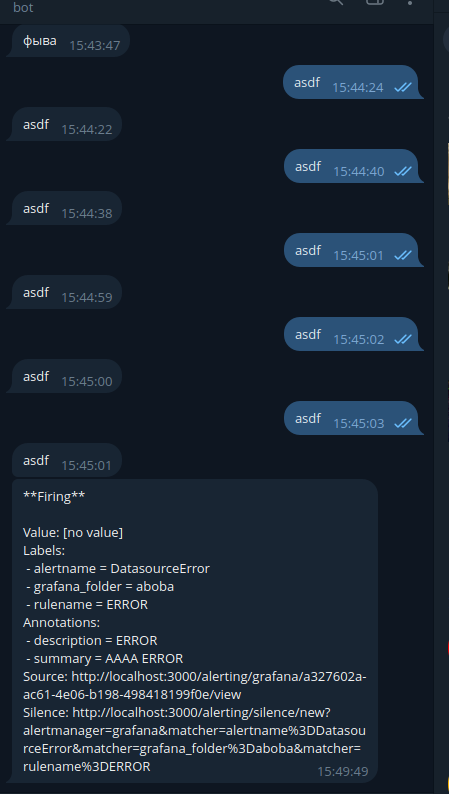 bot
фыва 15:43:47
asdf 15:44:24
asdf 15:44:22
asdf 15:44:40
asdf 15:44:38
asdf 15:45:01
asdf 15:44:59
asdf 15:45:02
asdf 15:45:00
asdf 15:45:03
asdf 15:45:01
**Firing**
Value: [no value]
Labels:
- alertname = DatasourceError
- grafana_folder = aboba
- rulename = ERROR
Annotations:
- description = ERROR
- summary = AAAA ERROR
Source: http://localhost:3000/alerting/grafana/a327602a-
ac61-4e06-b198-498418199f0e/view
Silence: http://localhost:3000/alerting/silence/new?
alertmanager=grafana&matcher=alertname%3DDatasou
rceError&matcher=grafana_folder%3Daboba&matcher=
rulename%3DERROR 15:49:49